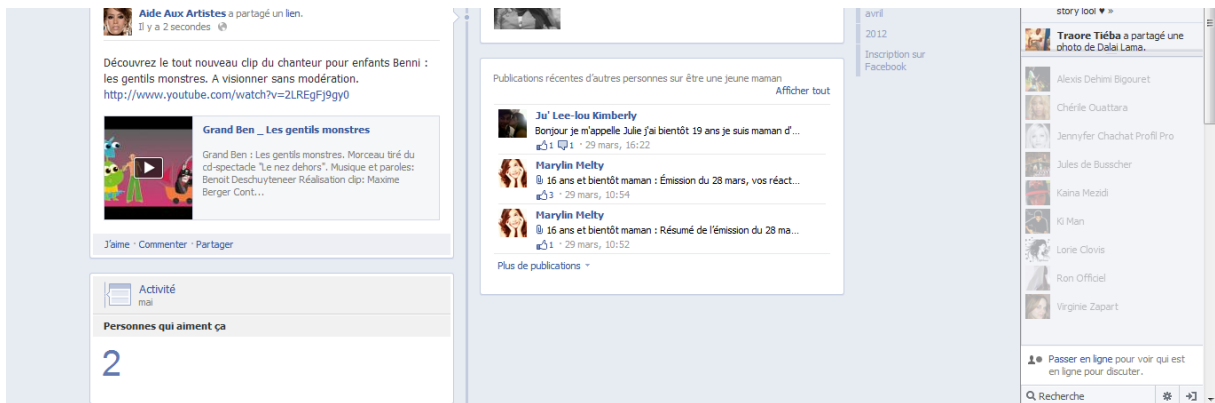 Aide Aux Artistes a partagé un lien.
Il y a 2 secondes
Découvrez le tout nouveau clip du chanteur pour enfants Benni :
les gentils monstres. A visionner sans modération.
http://www.youtube.com/watch?v=2LREgFj9gy0
Grand Ben _ Les gentils monstres
Grand Ben : Les gentils monstres. Morceau tiré du
cd-spectacle "Le nez dehors". Musique et paroles:
Benoit Deschuyteneer Réalisation clip: Maxime
Berger Cont...
J'aime · Commenter · Partager
Activité
mai
Personnes qui aiment ça
2
Publications récentes d'autres personnes sur être une jeune maman
Afficher tout
Ju' Lee-lou Kimberly
Bonjour je m'appelle Julie j'ai bientôt 19 ans je suis maman d'...
1 1 · 29 mars, 16:22
Marylin Melty
16 ans et bientôt maman : Émission du 28 mars, vos réact...
3 · 29 mars, 10:54
Marylin Melty
16 ans et bientôt maman : Résumé de l'émission du 28 ma...
1 · 29 mars, 10:52
Plus de publications
avril
2012
Inscription sur
Facebook
story lool ♥ »
Traore Tiéba a partagé une
photo de Dalai Lama.
Alexis Dehimi Bigouret
Chérile Ouattara
Jennyfer Chachat Profil Pro
Jules de Busscher
Kaina Mezidi
Ki Man
Lorie Clovis
Ron Officiel
Virginie Zapart
Passer en ligne pour voir qui est
en ligne pour discuter.
Recherche